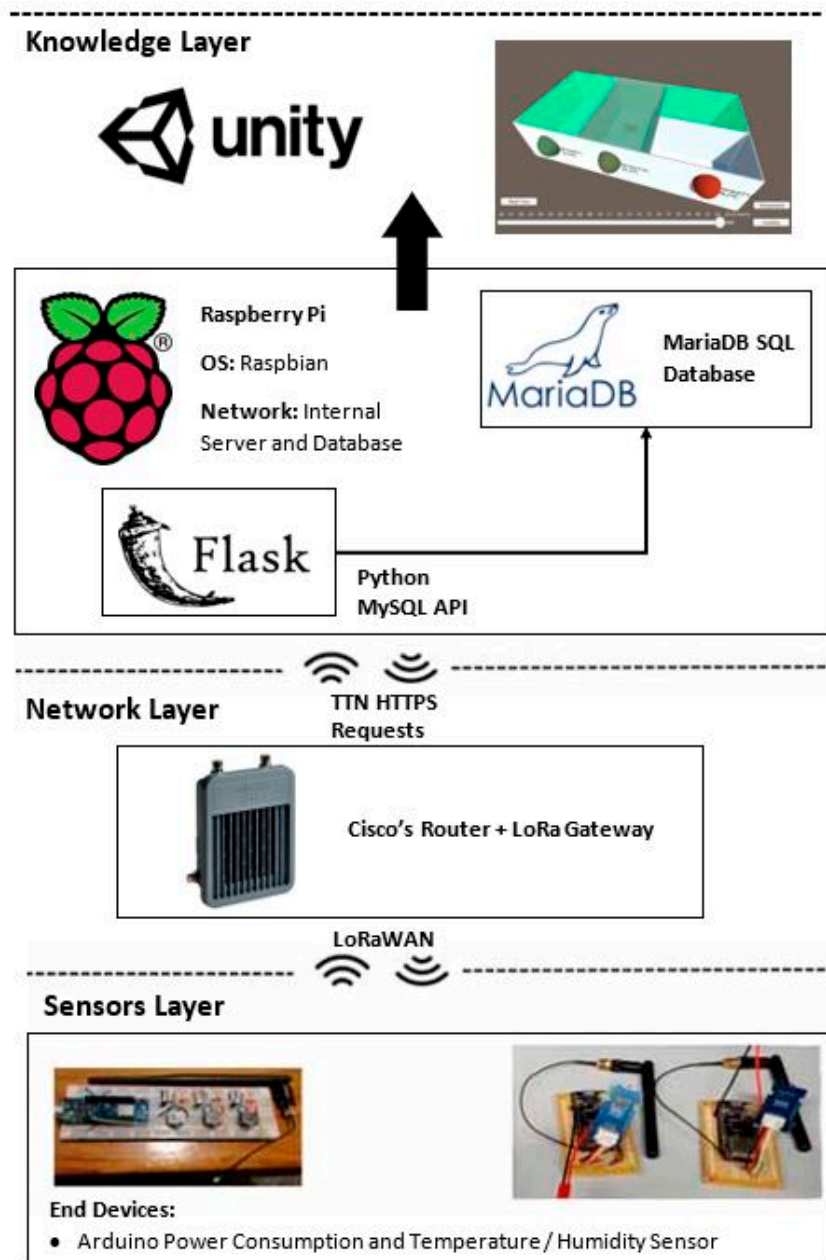 Knowledge Layer
unity
Raspberry Pi
OS: Raspbian
Network: Internal
Server and Database
®
MariaDB
MariaDB SQL
Database
Flask
Python
MySQL API
TTN HTTPS
Requests
Network Layer
Cisco's Router + LoRa Gateway
LoRaWAN
Sensors Layer
End Devices:
• Arduino Power Consumption and Temperature / Humidity Sensor